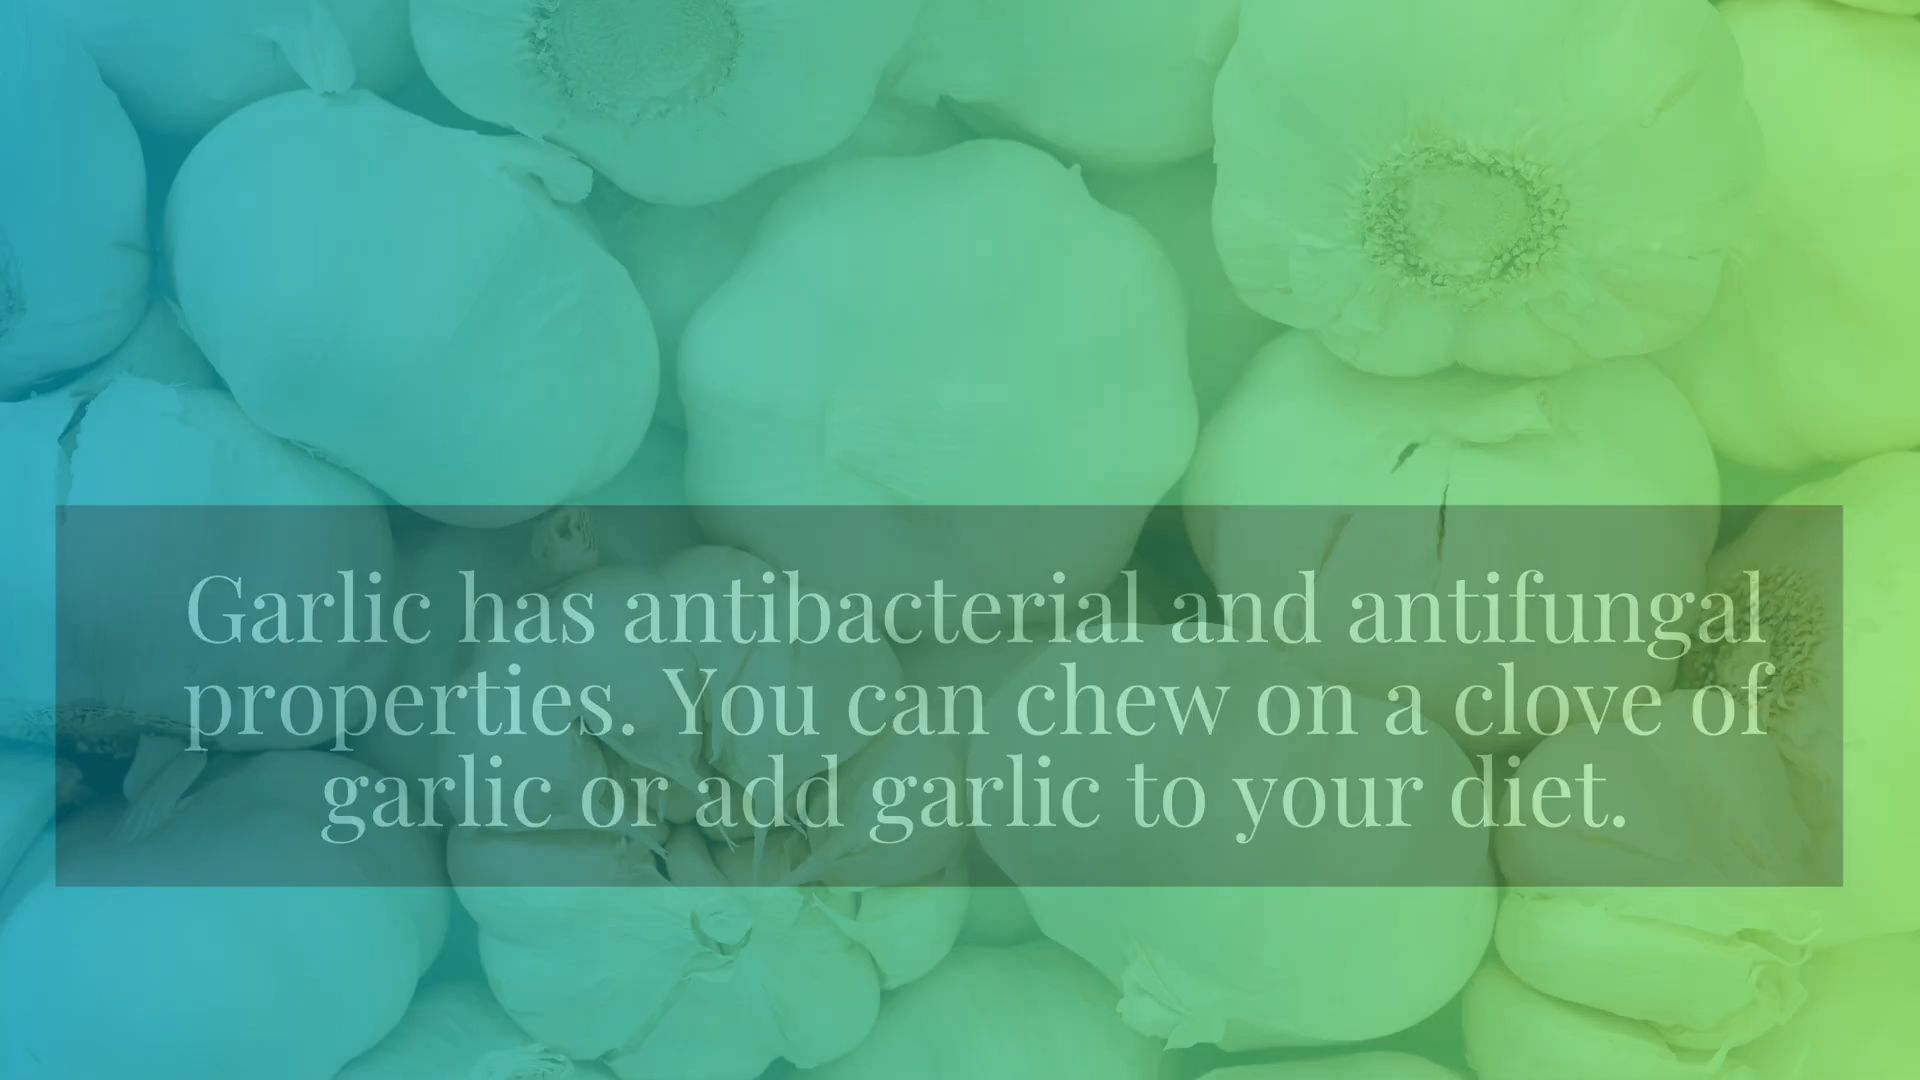 Garlic has antibacterial and antifungal
properties. You can chew on a clove of
garlic or add garlic to your diet.